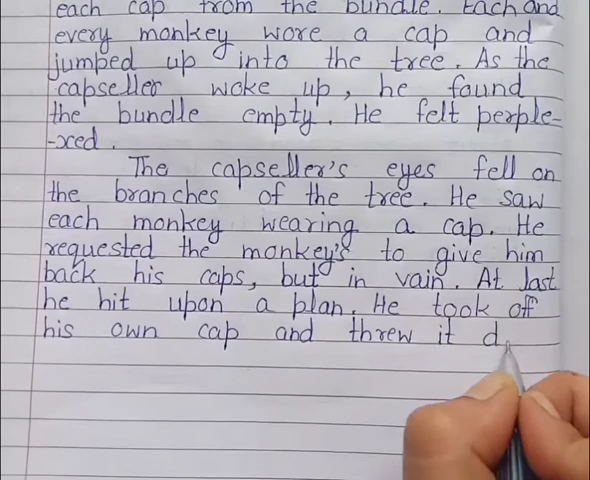 each cap from the bundle. Each and
every monkey wore a cap and
jumped up into the tree. As the
capseller woke up, he found
the bundle empty. He felt perple-
-xed.
The capseller's eyes fell on
the branches of the tree. He saw
each monkey wearing a cap. He
requested the monkey's to give him
back his caps, but in vain. At last
he hit upon a plan. He took off
his own cap and threw it d